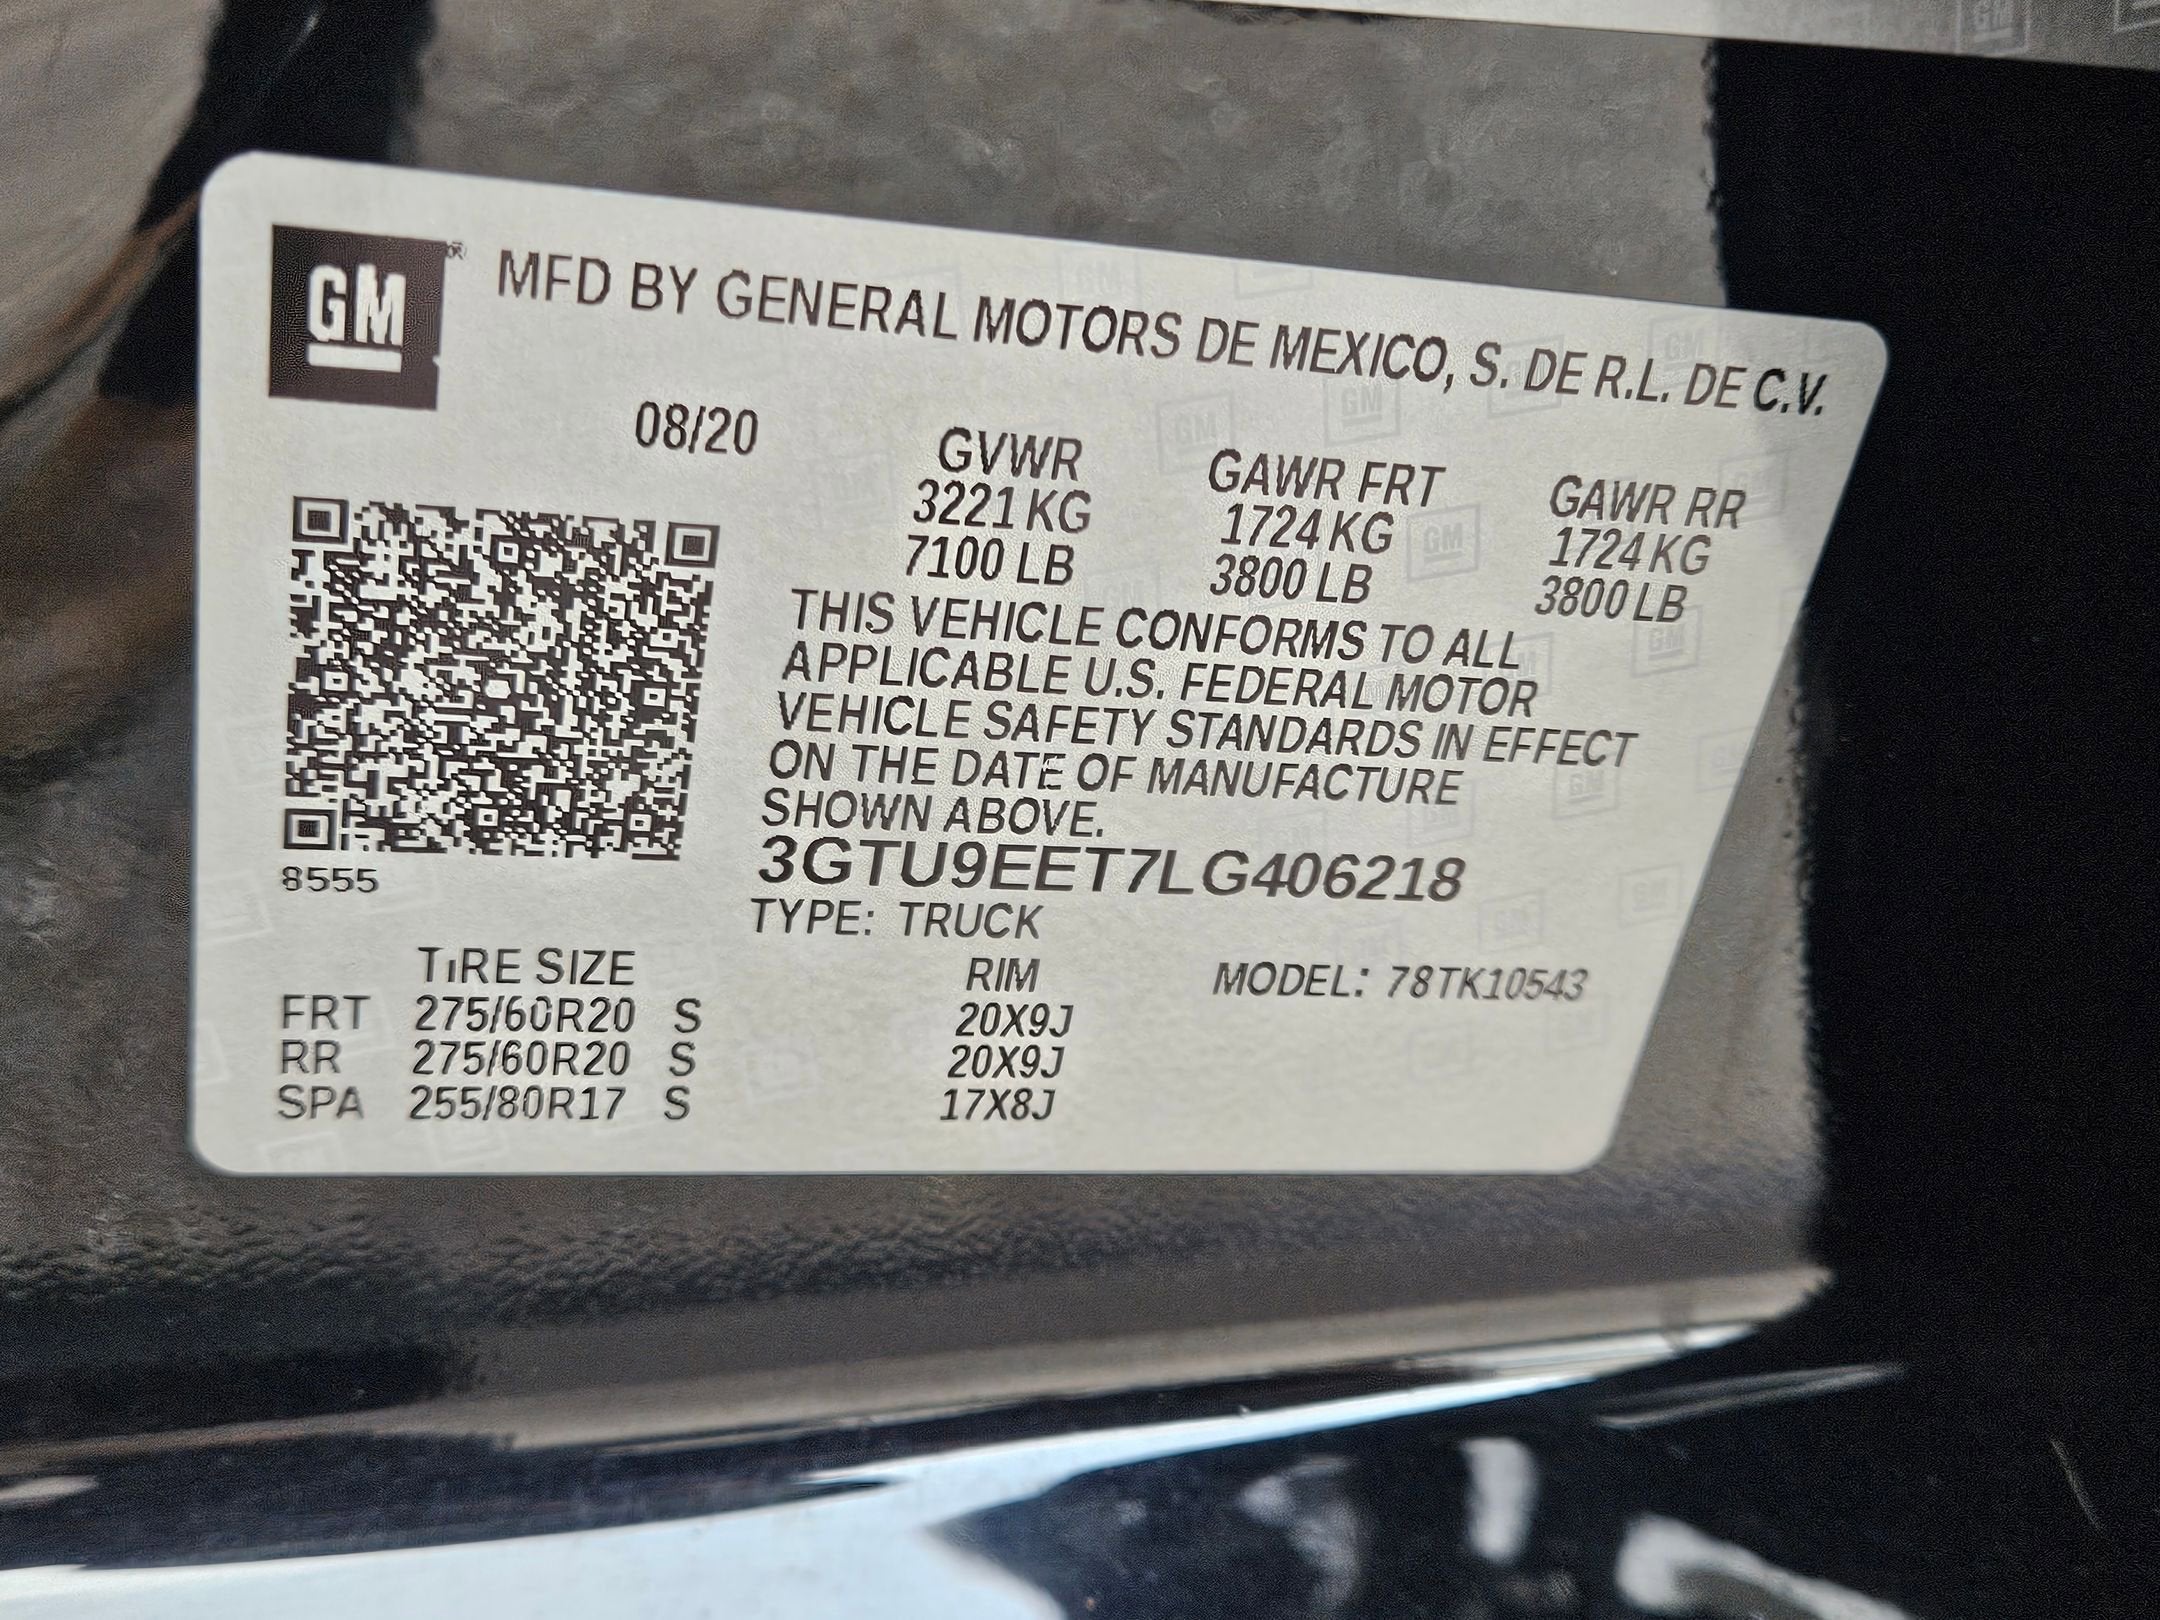 GM® MFD BY GENERAL MOTORS DE MEXICO, S. DE R.L. DE C.V.
08/20
GVWR GAWR FRT GAWR RR
3221 KG 1724 KG 1724 KG
7100 LB 3800 LB 3800 LB
THIS VEHICLE CONFORMS TO ALL
APPLICABLE U.S. FEDERAL MOTOR
VEHICLE SAFETY STANDARDS IN EFFECT
ON THE DATE OF MANUFACTURE
SHOWN ABOVE.
8555 3GTU9EET7LG406218
TYPE: TRUCK
TIRE SIZE RIM MODEL: 78TK10543
FRT 275/60R20 S 20X9J
RR 275/60R20 S 20X9J
SPA 255/80R17 S 17X8J